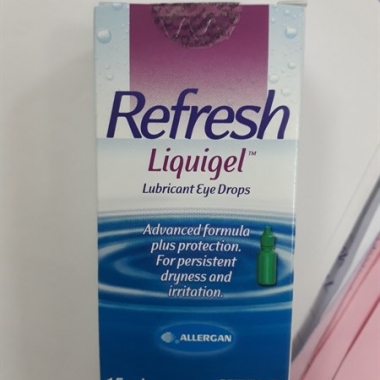 Refresh
Liquigel™
Lubricant Eye Drops
Advanced formula
plus protection.
For persistent
dryness and
irritation.
ALLERGAN